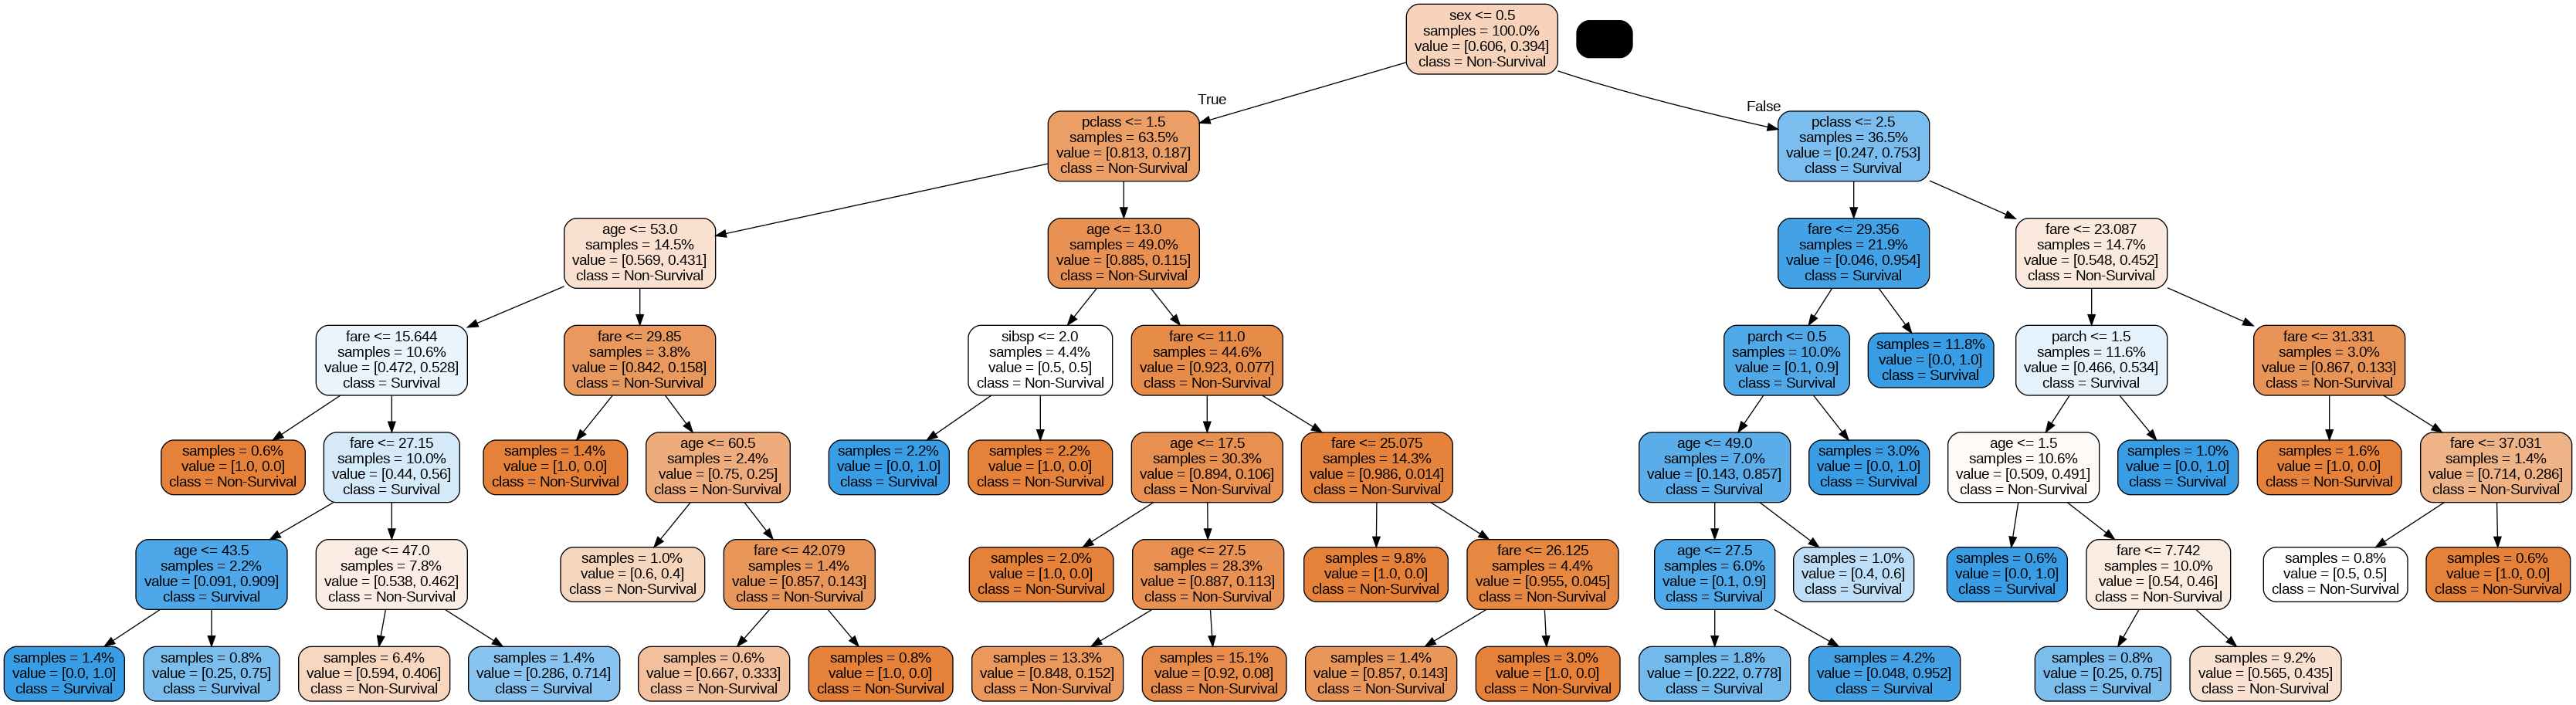 sex <= 0.5
samples = 100.0%
value = [0.606, 0.394]
class = Non-Survival
True
False
pclass <= 1.5
samples = 63.5%
value = [0.813, 0.187]
class = Non-Survival
pclass <= 2.5
samples = 36.5%
value = [0.247, 0.753]
class = Survival
age <= 53.0
samples = 14.5%
value = [0.569, 0.431]
class = Non-Survival
age <= 13.0
samples = 49.0%
value = [0.885, 0.115]
class = Non-Survival
fare <= 29.356
samples = 21.9%
value = [0.046, 0.954]
class = Survival
fare <= 23.087
samples = 14.7%
value = [0.548, 0.452]
class = Non-Survival
fare <= 15.644
samples = 10.6%
value = [0.472, 0.528]
class = Survival
fare <= 29.85
samples = 3.8%
value = [0.842, 0.158]
class = Non-Survival
sibsp <= 2.0
samples = 4.4%
value = [0.5, 0.5]
class = Non-Survival
fare <= 11.0
samples = 44.6%
value = [0.923, 0.077]
class = Non-Survival
parch <= 0.5
samples = 10.0%
value = [0.1, 0.9]
class = Survival
samples = 11.8%
value = [0.0, 1.0]
class = Survival
parch <= 1.5
samples = 11.6%
value = [0.466, 0.534]
class = Survival
fare <= 31.331
samples = 3.0%
value = [0.867, 0.133]
class = Non-Survival
samples = 0.6%
value = [1.0, 0.0]
class = Non-Survival
fare <= 27.15
samples = 10.0%
value = [0.44, 0.56]
class = Survival
samples = 1.4%
value = [1.0, 0.0]
class = Non-Survival
age <= 60.5
samples = 2.4%
value = [0.75, 0.25]
class = Non-Survival
samples = 2.2%
value = [0.0, 1.0]
class = Survival
samples = 2.2%
value = [1.0, 0.0]
class = Non-Survival
age <= 17.5
samples = 30.3%
value = [0.894, 0.106]
class = Non-Survival
fare <= 25.075
samples = 14.3%
value = [0.986, 0.014]
class = Non-Survival
age <= 49.0
samples = 7.0%
value = [0.143, 0.857]
class = Survival
samples = 3.0%
value = [0.0, 1.0]
class = Survival
age <= 1.5
samples = 10.6%
value = [0.509, 0.491]
class = Non-Survival
samples = 1.0%
value = [0.0, 1.0]
class = Survival
samples = 1.6%
value = [1.0, 0.0]
class = Non-Survival
fare <= 37.031
samples = 1.4%
value = [0.714, 0.286]
class = Non-Survival
age <= 43.5
samples = 2.2%
value = [0.091, 0.909]
class = Survival
age <= 47.0
samples = 7.8%
value = [0.538, 0.462]
class = Non-Survival
samples = 1.0%
value = [0.6, 0.4]
class = Non-Survival
fare <= 42.079
samples = 1.4%
value = [0.857, 0.143]
class = Non-Survival
samples = 2.0%
value = [1.0, 0.0]
class = Non-Survival
age <= 27.5
samples = 28.3%
value = [0.887, 0.113]
class = Non-Survival
samples = 9.8%
value = [1.0, 0.0]
class = Non-Survival
fare <= 26.125
samples = 4.4%
value = [0.955, 0.045]
class = Non-Survival
age <= 27.5
samples = 6.0%
value = [0.1, 0.9]
class = Survival
samples = 1.0%
value = [0.4, 0.6]
class = Survival
samples = 0.6%
value = [0.0, 1.0]
class = Survival
fare <= 7.742
samples = 10.0%
value = [0.54, 0.46]
class = Non-Survival
samples = 0.8%
value = [0.5, 0.5]
class = Non-Survival
samples = 0.6%
value = [1.0, 0.0]
class = Non-Survival
samples = 1.4%
value = [0.0, 1.0]
class = Survival
samples = 0.8%
value = [0.25, 0.75]
class = Survival
samples = 6.4%
value = [0.594, 0.406]
class = Non-Survival
samples = 1.4%
value = [0.286, 0.714]
class = Survival
samples = 0.6%
value = [0.667, 0.333]
class = Non-Survival
samples = 0.8%
value = [1.0, 0.0]
class = Non-Survival
samples = 13.3%
value = [0.848, 0.152]
class = Non-Survival
samples = 15.1%
value = [0.92, 0.08]
class = Non-Survival
samples = 1.4%
value = [0.857, 0.143]
class = Non-Survival
samples = 3.0%
value = [1.0, 0.0]
class = Non-Survival
samples = 1.8%
value = [0.222, 0.778]
class = Survival
samples = 4.2%
value = [0.048, 0.952]
class = Survival
samples = 0.8%
value = [0.25, 0.75]
class = Survival
samples = 9.2%
value = [0.565, 0.435]
class = Non-Survival